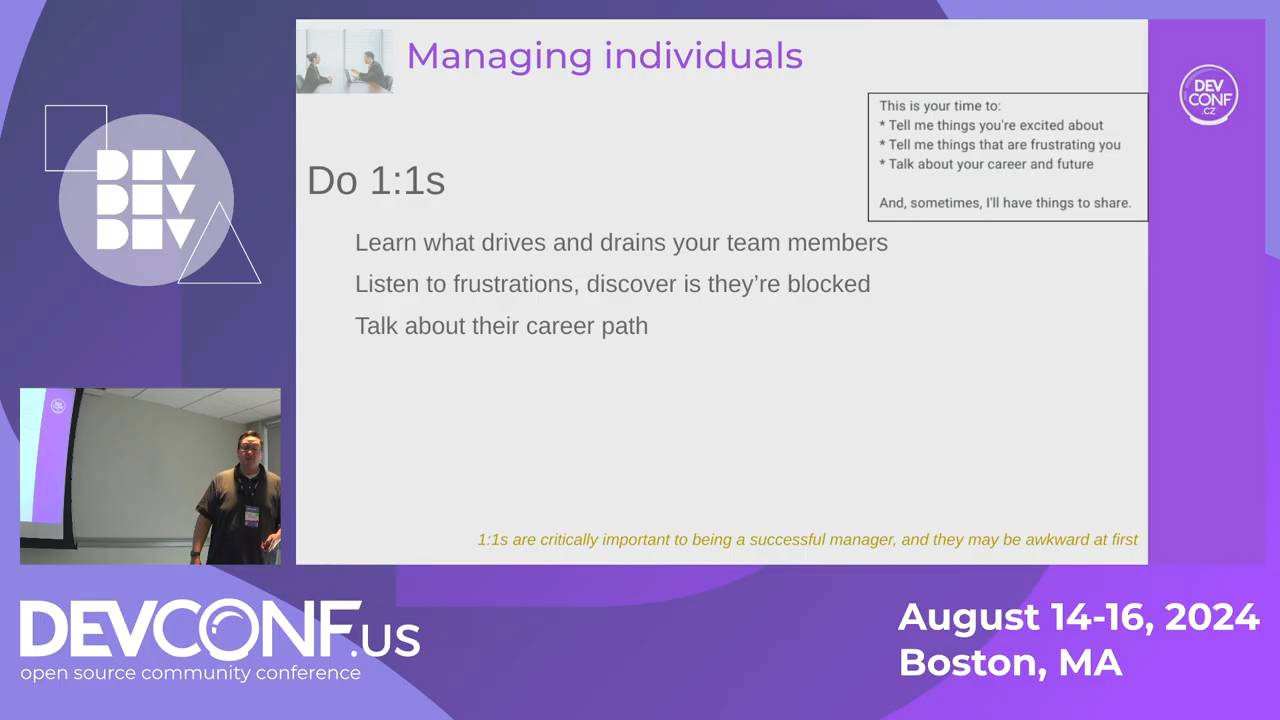 Managing individuals
DEV
CONF
.CZ
This is your time to:
* Tell me things you're excited about
* Tell me things that are frustrating you
* Talk about your career and future
And, sometimes, I'll have things to share.
Do 1:1s
Learn what drives and drains your team members
Listen to frustrations, discover is they're blocked
Talk about their career path
1:1s are critically important to being a successful manager, and they may be awkward at first
DEV
DEV
DEV
DEVCONF.US
open source community conference
August 14-16, 2024
Boston, MA